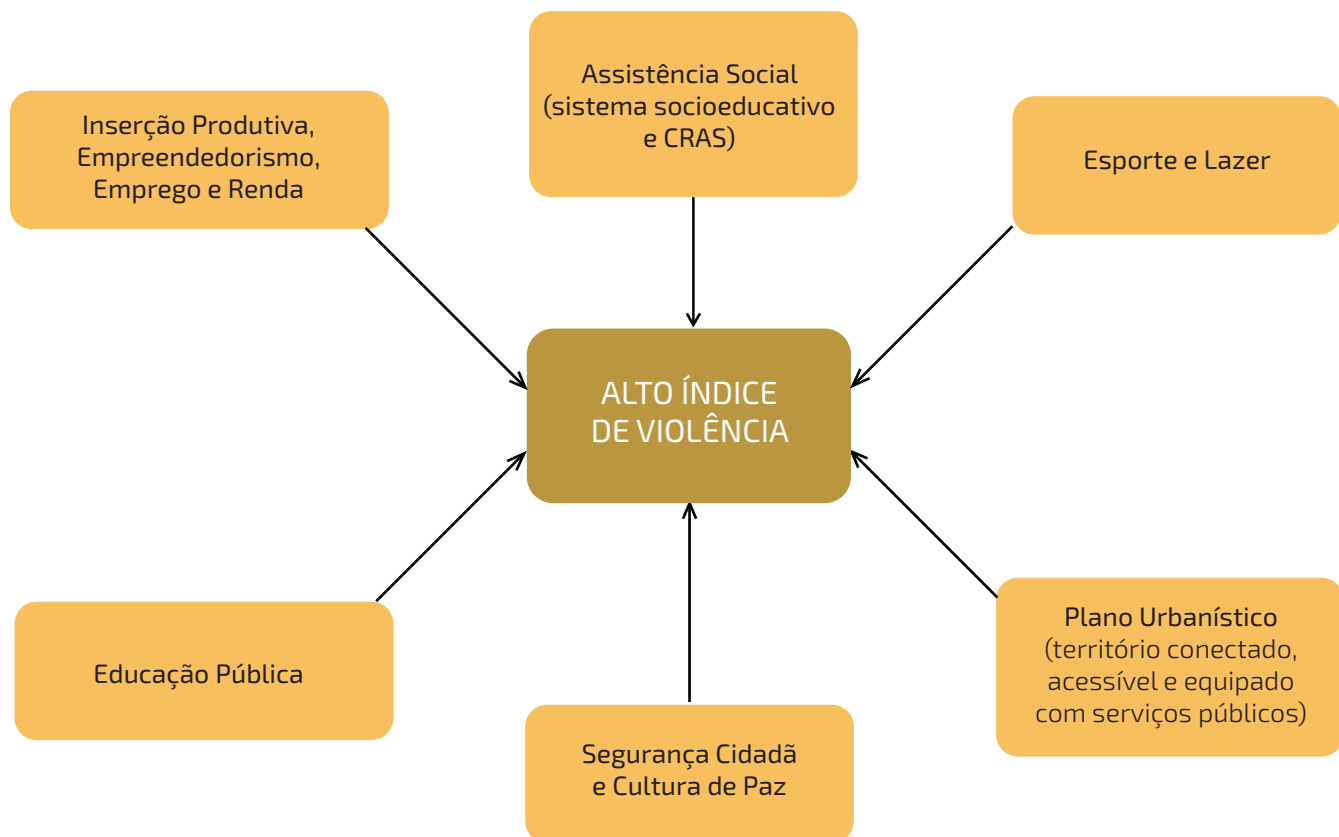 Assistência Social
(sistema socioeducativo
e CRAS)
Inserção Produtiva,
Empreendedorismo,
Emprego e Renda
Esporte e Lazer
ALTO ÍNDICE
DE VIOLÊNCIA
Educação Pública
Plano Urbanístico
(território conectado,
acessível e equipado
com serviços públicos)
Segurança Cidadã
e Cultura de Paz